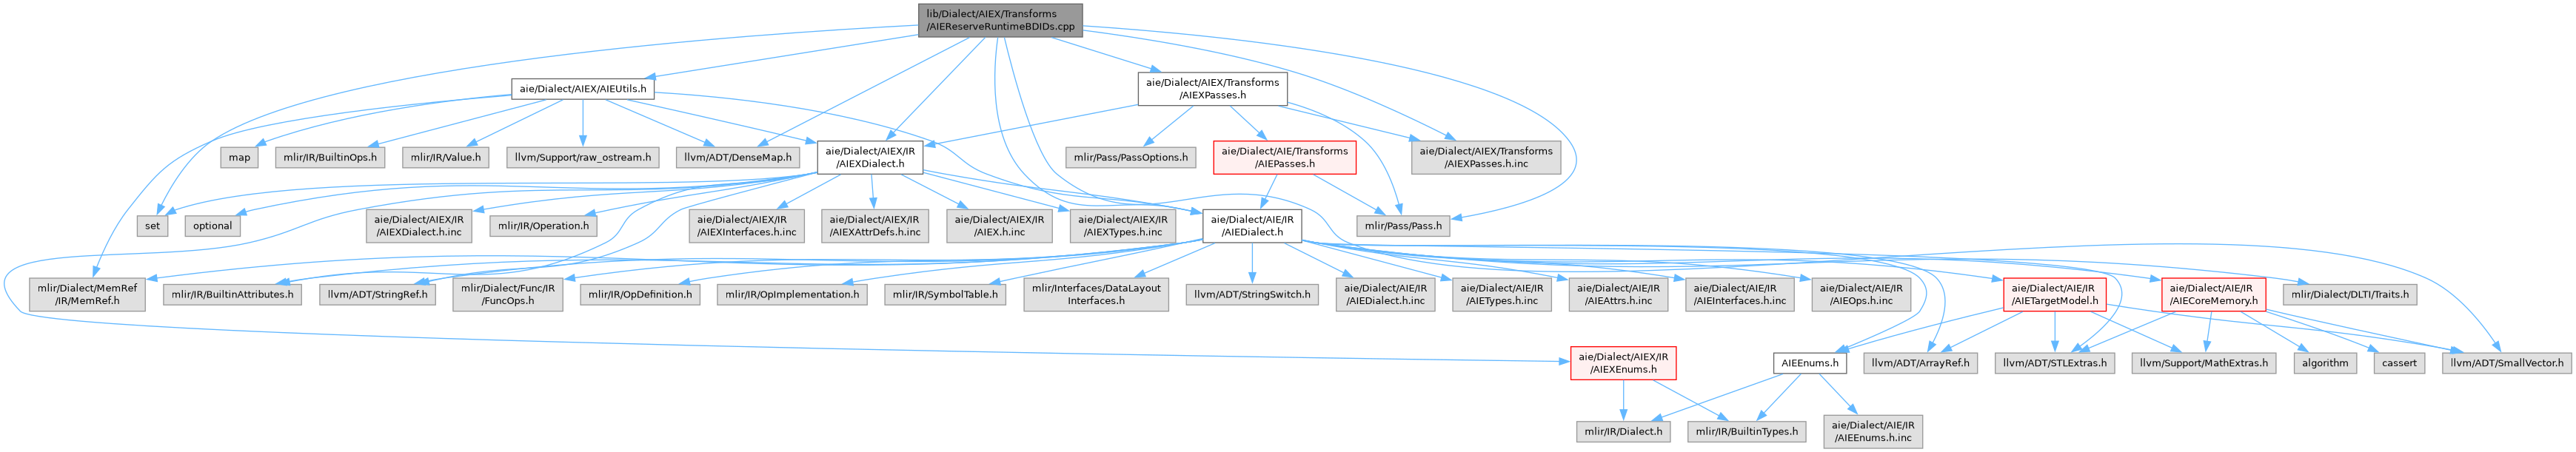 lib/Dialect/AIEX/Transforms
/AIEReserveRuntimeBDIDs.cpp
aie/Dialect/AIEX/AIEUtils.h
aie/Dialect/AIEX/Transforms
/AIEXPasses.h
map
mlir/IR/BuiltinOps.h
mlir/IR/Value.h
llvm/Support/raw_ostream.h
llvm/ADT/DenseMap.h
aie/Dialect/AIEX/IR
/AIEXDialect.h
mlir/Pass/PassOptions.h
aie/Dialect/AIE/Transforms
/AIEPasses.h
aie/Dialect/AIEX/Transforms
/AIEXPasses.h.inc
set
optional
aie/Dialect/AIEX/IR
/AIEXDialect.h.inc
mlir/IR/Operation.h
aie/Dialect/AIEX/IR
/AIEXInterfaces.h.inc
aie/Dialect/AIEX/IR
/AIEXAttrDefs.h.inc
aie/Dialect/AIEX/IR
/AIEX.h.inc
aie/Dialect/AIEX/IR
/AIEXTypes.h.inc
aie/Dialect/AIE/IR
/AIEDialect.h
mlir/Pass/Pass.h
mlir/Dialect/MemRef
/IR/MemRef.h
mlir/IR/BuiltinAttributes.h
llvm/ADT/StringRef.h
mlir/Dialect/Func/IR
/FuncOps.h
mlir/IR/OpDefinition.h
mlir/IR/OpImplementation.h
mlir/IR/SymbolTable.h
mlir/Interfaces/DataLayout
Interfaces.h
llvm/ADT/StringSwitch.h
aie/Dialect/AIE/IR
/AIEDialect.h.inc
aie/Dialect/AIE/IR
/AIETypes.h.inc
aie/Dialect/AIE/IR
/AIEAttrs.h.inc
aie/Dialect/AIE/IR
/AIEInterfaces.h.inc
aie/Dialect/AIE/IR
/AIEOps.h.inc
aie/Dialect/AIE/IR
/AIETargetModel.h
aie/Dialect/AIE/IR
/AIECoreMemory.h
mlir/Dialect/DLTI/Traits.h
aie/Dialect/AIEX/IR
/AIEXEnums.h
AIEEnums.h
llvm/ADT/ArrayRef.h
llvm/ADT/STLExtras.h
llvm/Support/MathExtras.h
algorithm
cassert
llvm/ADT/SmallVector.h
mlir/IR/Dialect.h
mlir/IR/BuiltinTypes.h
aie/Dialect/AIE/IR
/AIEEnums.h.inc